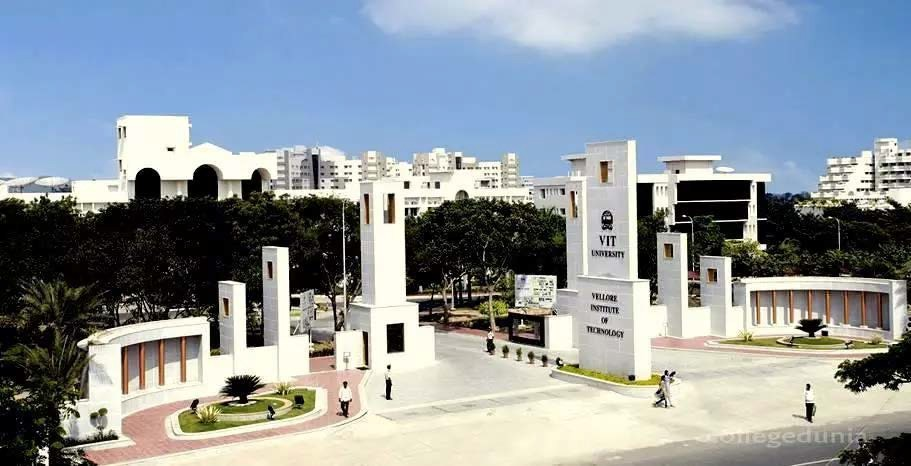 VIT
UNIVERSITY
VELLORE
INSTITUTE
OF
TECHNOLOGY
collegedunia